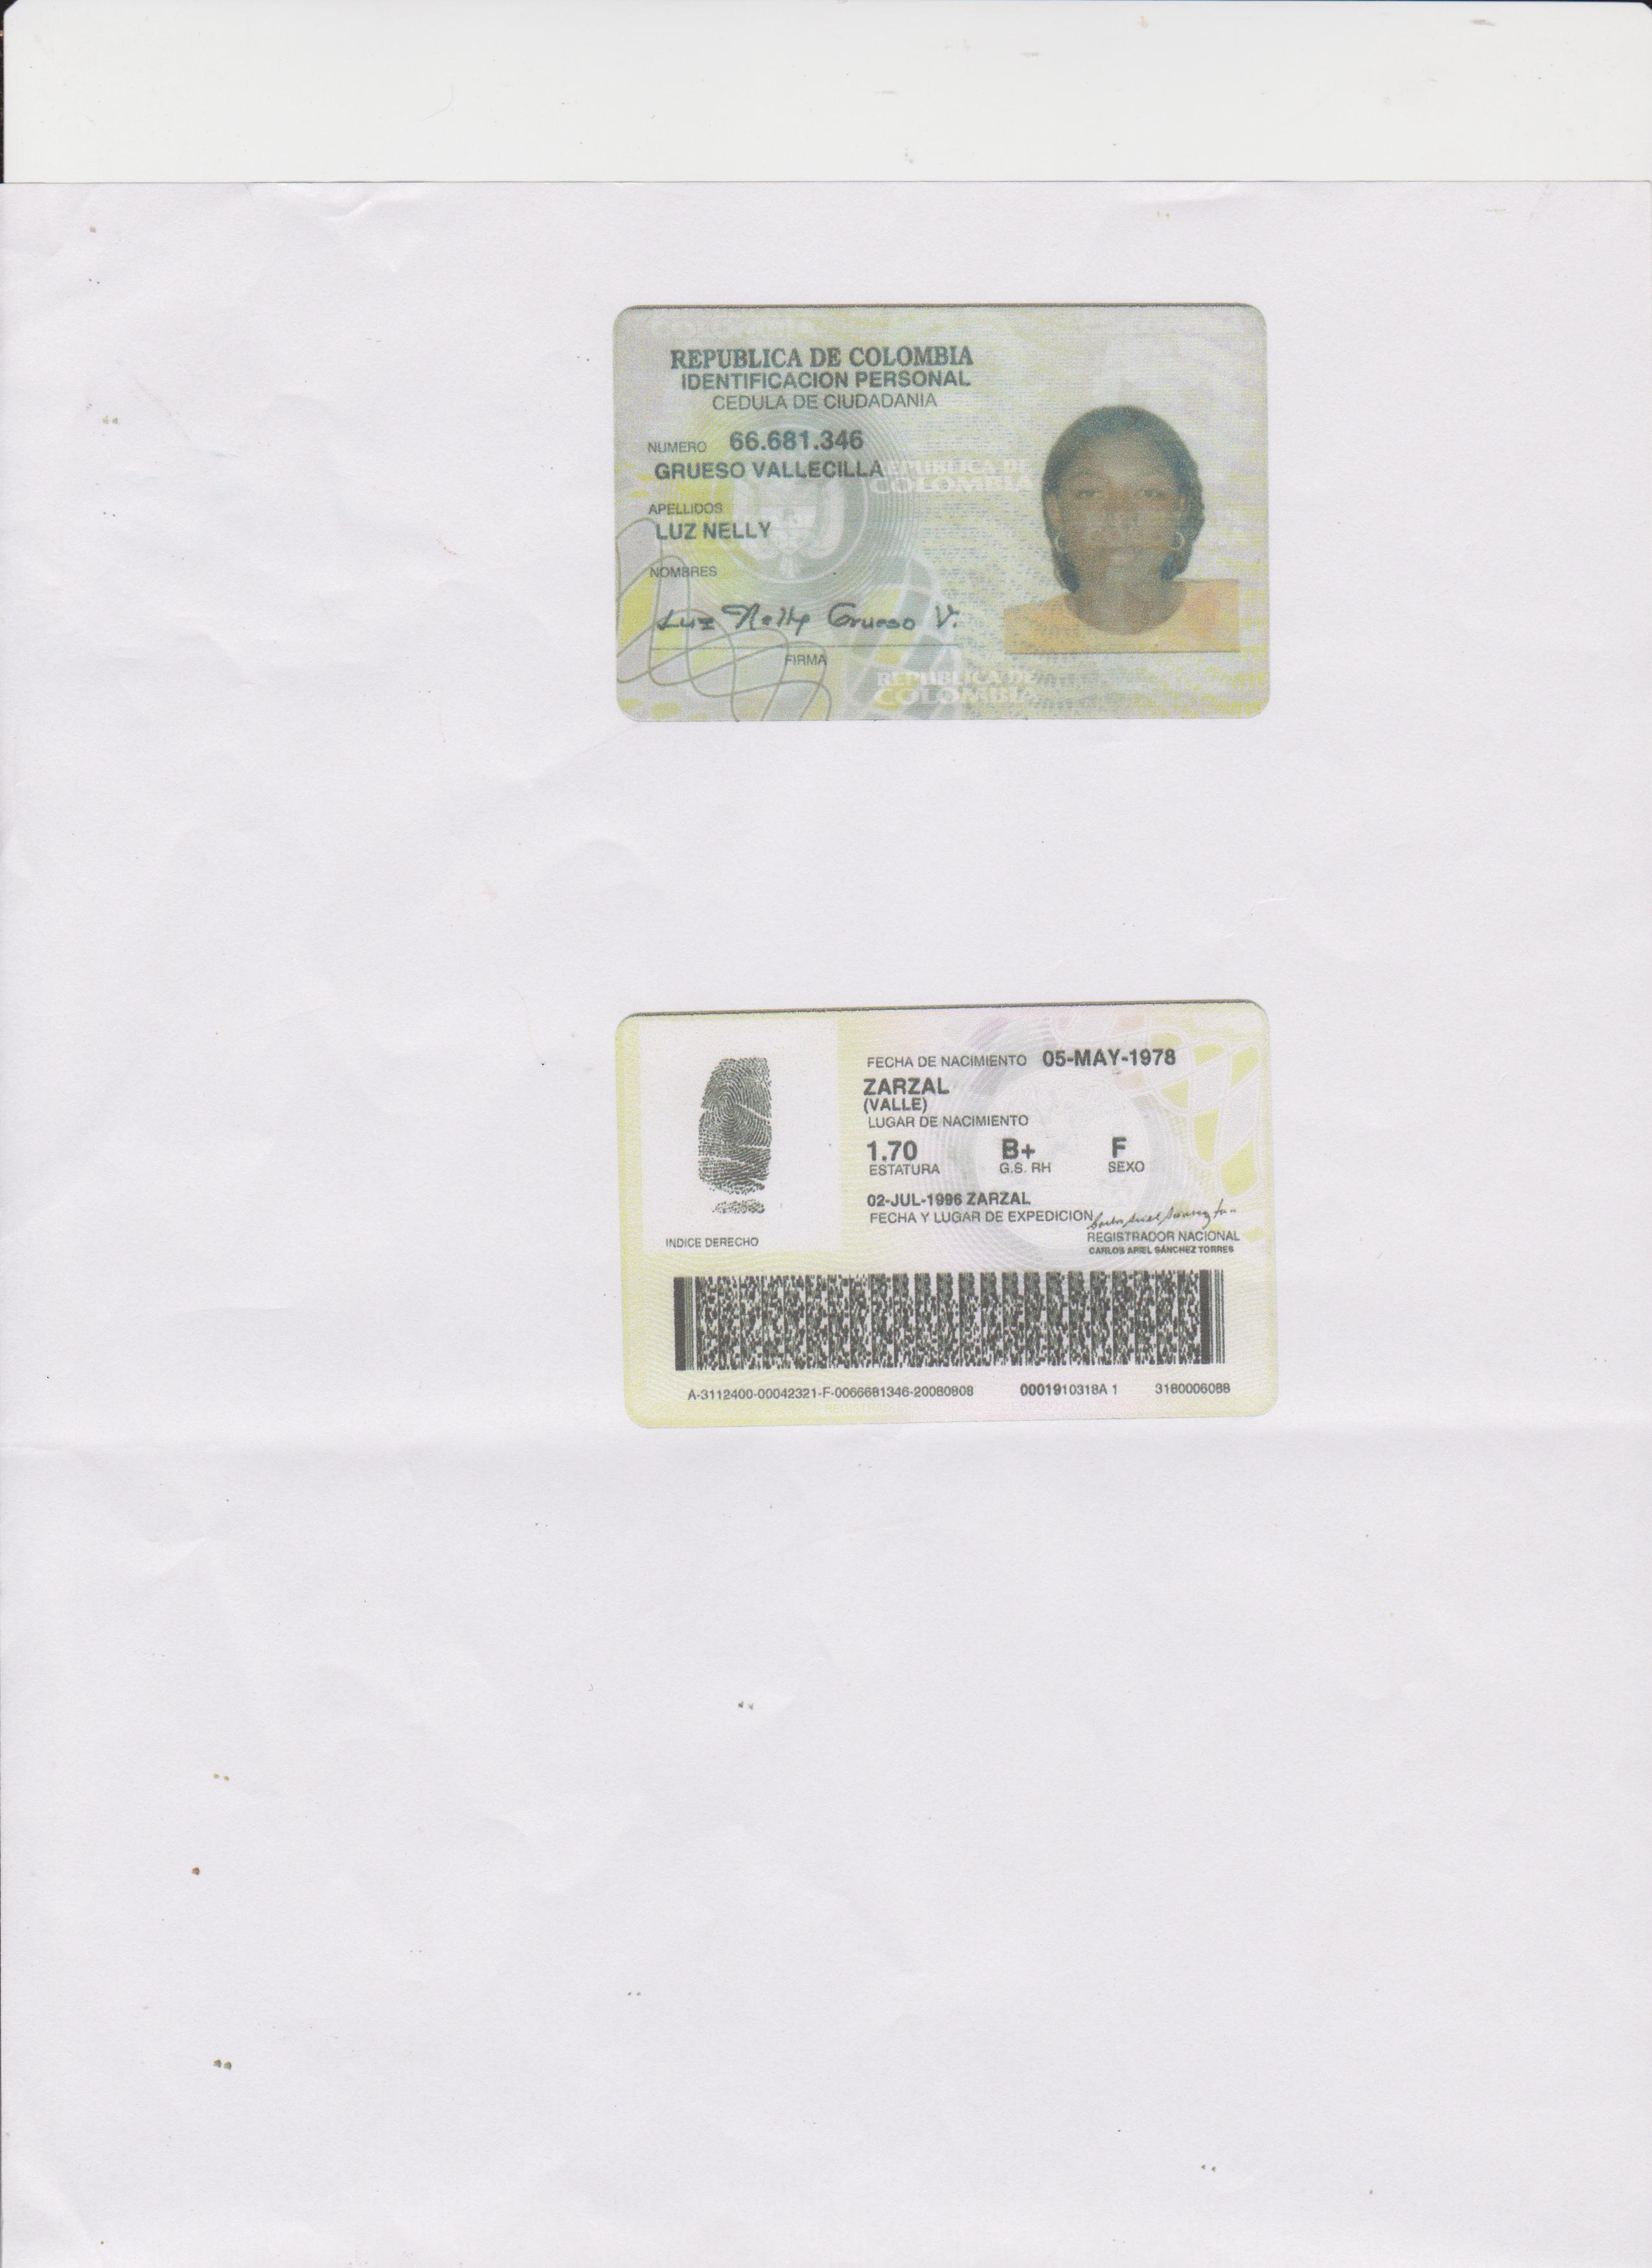 REPUBLICA DE COLOMBIA
IDENTIFICACION PERSONAL
CEDULA DE CIUDADANIA
NUMERO 66.681.346
GRUESO VALLECILLA
APELLIDOS
LUZ NELLY
NOMBRES
Luz Nelly Grueso V.
FIRMA
REPUBLICA DE
COLOMBIA
REPUBLICA DE
COLOMBIA
FECHA DE NACIMIENTO 05-MAY-1978
ZARZAL
(VALLE)
LUGAR DE NACIMIENTO
1.70 B+ F
ESTATURA G.S. RH SEXO
02-JUL-1996 ZARZAL
FECHA Y LUGAR DE EXPEDICION
INDICE DERECHO
REGISTRADOR NACIONAL
CARLOS ARIEL SÁNCHEZ TORRES
A-3112400-00042321-F-0066681346-20080808 0001910318A 1 3180006088